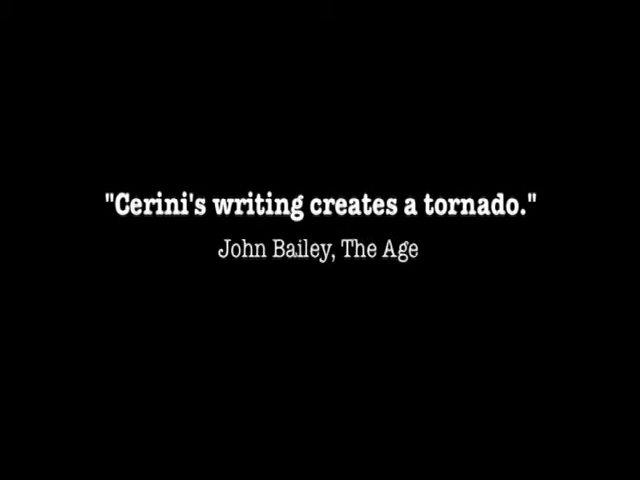 "Cerini's writing creates a tornado."
John Bailey, The Age